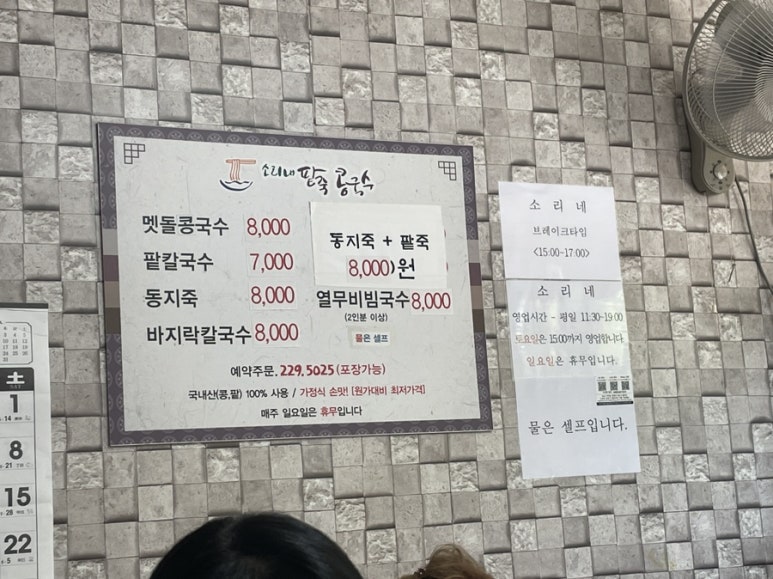 소리네 팥죽 콩국수
멧돌콩국수 8,000
팥칼국수 7,000
동지죽 8,000
바지락칼국수 8,000
동지죽 + 팥죽
8,000)원
열무비빔국수 8,000
(2인분 이상)
물은 셀프
예약주문. 229.5025 (포장가능)
국내산(콩,팥) 100% 사용 / 가정식 손맛! [원가대비 최저가격]
매주 일요일은 휴무입니다
소 리 네
브레이크타임
<15:00-17:00>
소 리 네
영업시간 - 평일 11:30-19:00
토요일은 15:00까지 영업합니다
일요일은 휴무입니다.
물은 셀프입니다.
土
1
8
15
22